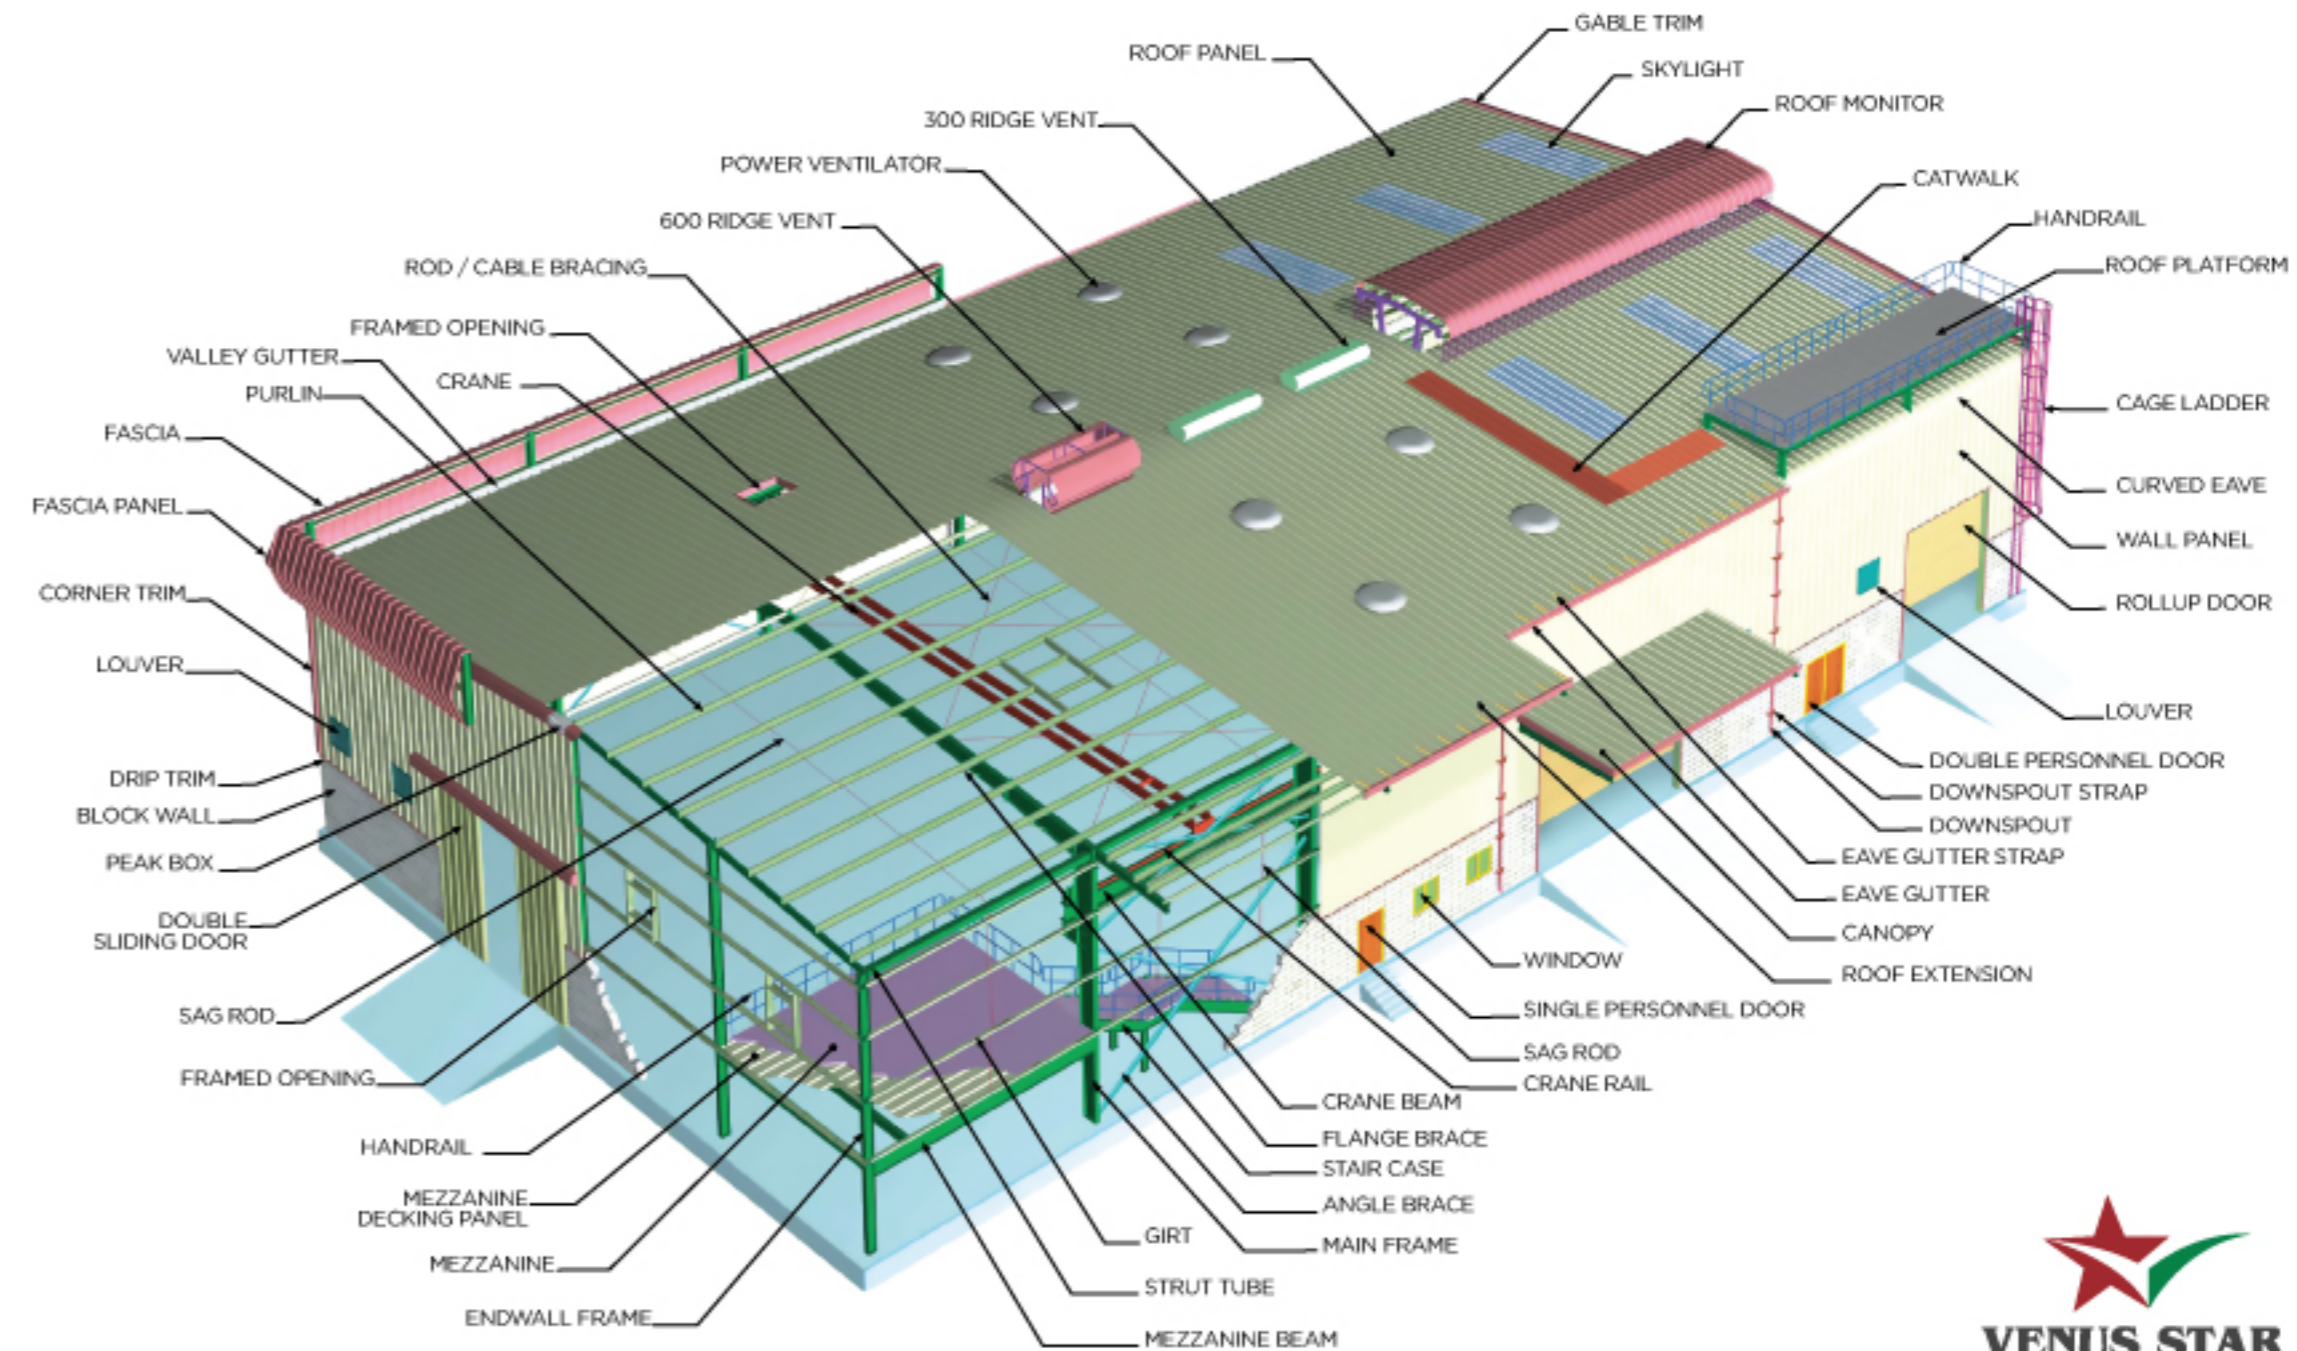 GABLE TRIM
ROOF PANEL
SKYLIGHT
ROOF MONITOR
300 RIDGE VENT
POWER VENTILATOR
CATWALK
600 RIDGE VENT
HANDRAIL
ROD / CABLE BRACING
ROOF PLATFORM
FRAMED OPENING
VALLEY GUTTER
CRANE
PURLIN
CAGE LADDER
FASCIA
CURVED EAVE
FASCIA PANEL
WALL PANEL
CORNER TRIM
ROLLUP DOOR
LOUVER
LOUVER
DOUBLE PERSONNEL DOOR
DRIP TRIM
DOWNSPOUT STRAP
BLOCK WALL
DOWNSPOUT
PEAK BOX
EAVE GUTTER STRAP
EAVE GUTTER
DOUBLE
SLIDING DOOR
CANOPY
WINDOW
ROOF EXTENSION
SAG ROD
SINGLE PERSONNEL DOOR
SAG ROD
FRAMED OPENING
CRANE RAIL
CRANE BEAM
HANDRAIL
FLANGE BRACE
STAIR CASE
MEZZANINE
DECKING PANEL
ANGLE BRACE
GIRT
MAIN FRAME
MEZZANINE
STRUT TUBE
ENDWALL FRAME
MEZZANINE BEAM
VENUS STAR